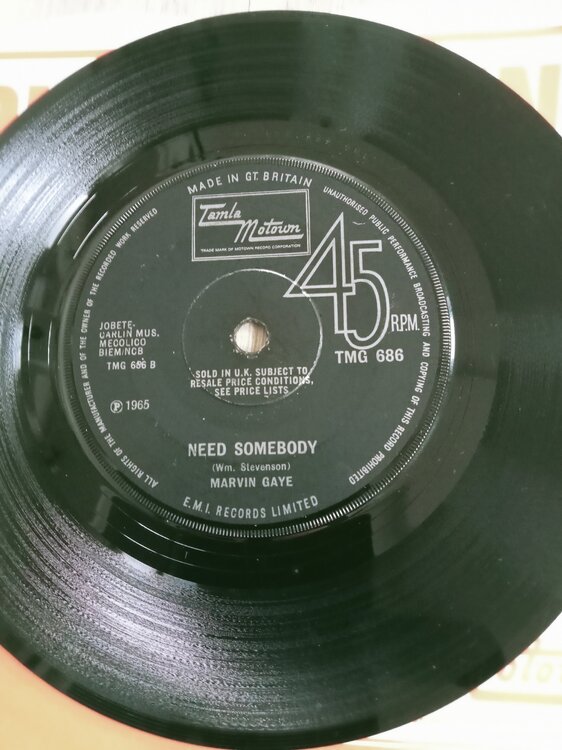 MADE IN GT. BRITAIN
UNAUTHORISED PUBLIC PERFORMANCE BROADCASTING AND COPYING OF THIS RECORD PROHIBITED
ALL RIGHTS OF THE MANUFACTURER AND OF THE OWNER OF THE RECORDED WORK RESERVED
Tamla
Motown
TRADE MARK OF MOTOWN RECORD CORPORATION
45
R.P.M.
TMG 686
JOBETE-
CARLIN MUS.
MECOLICO
BIEM/NCB
TMG 686 B
SOLD IN U.K. SUBJECT TO
RESALE PRICE CONDITIONS,
SEE PRICE LISTS
Ⓟ 1965
NEED SOMEBODY
(Wm. Stevenson)
MARVIN GAYE
E.M.I. RECORDS LIMITED